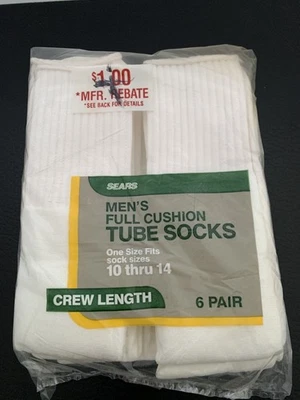 $1.00
*MFR. REBATE
*SEE BACK FOR DETAILS
SEARS
MEN'S
FULL CUSHION
TUBE SOCKS
One Size Fits
sock sizes
10 thru 14
CREW LENGTH
6 PAIR